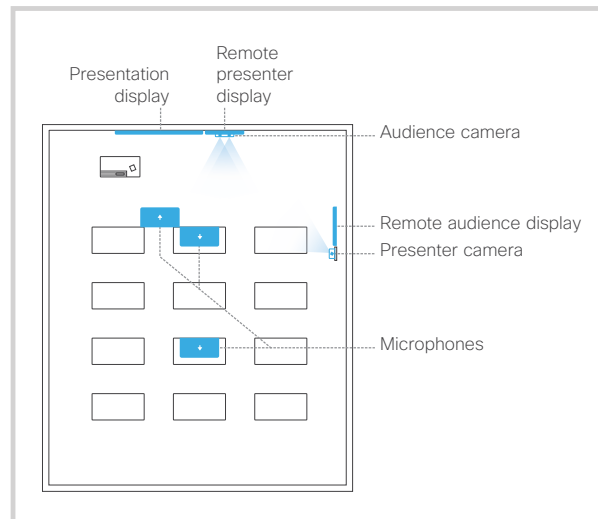 Presentation
display
Remote
presenter
display
Audience camera
Remote audience display
Presenter camera
Microphones